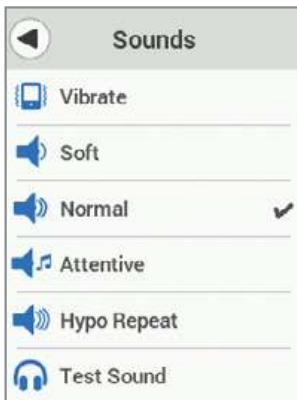 Sounds
Vibrate
Soft
Normal
Attentive
Hypo Repeat
Test Sound